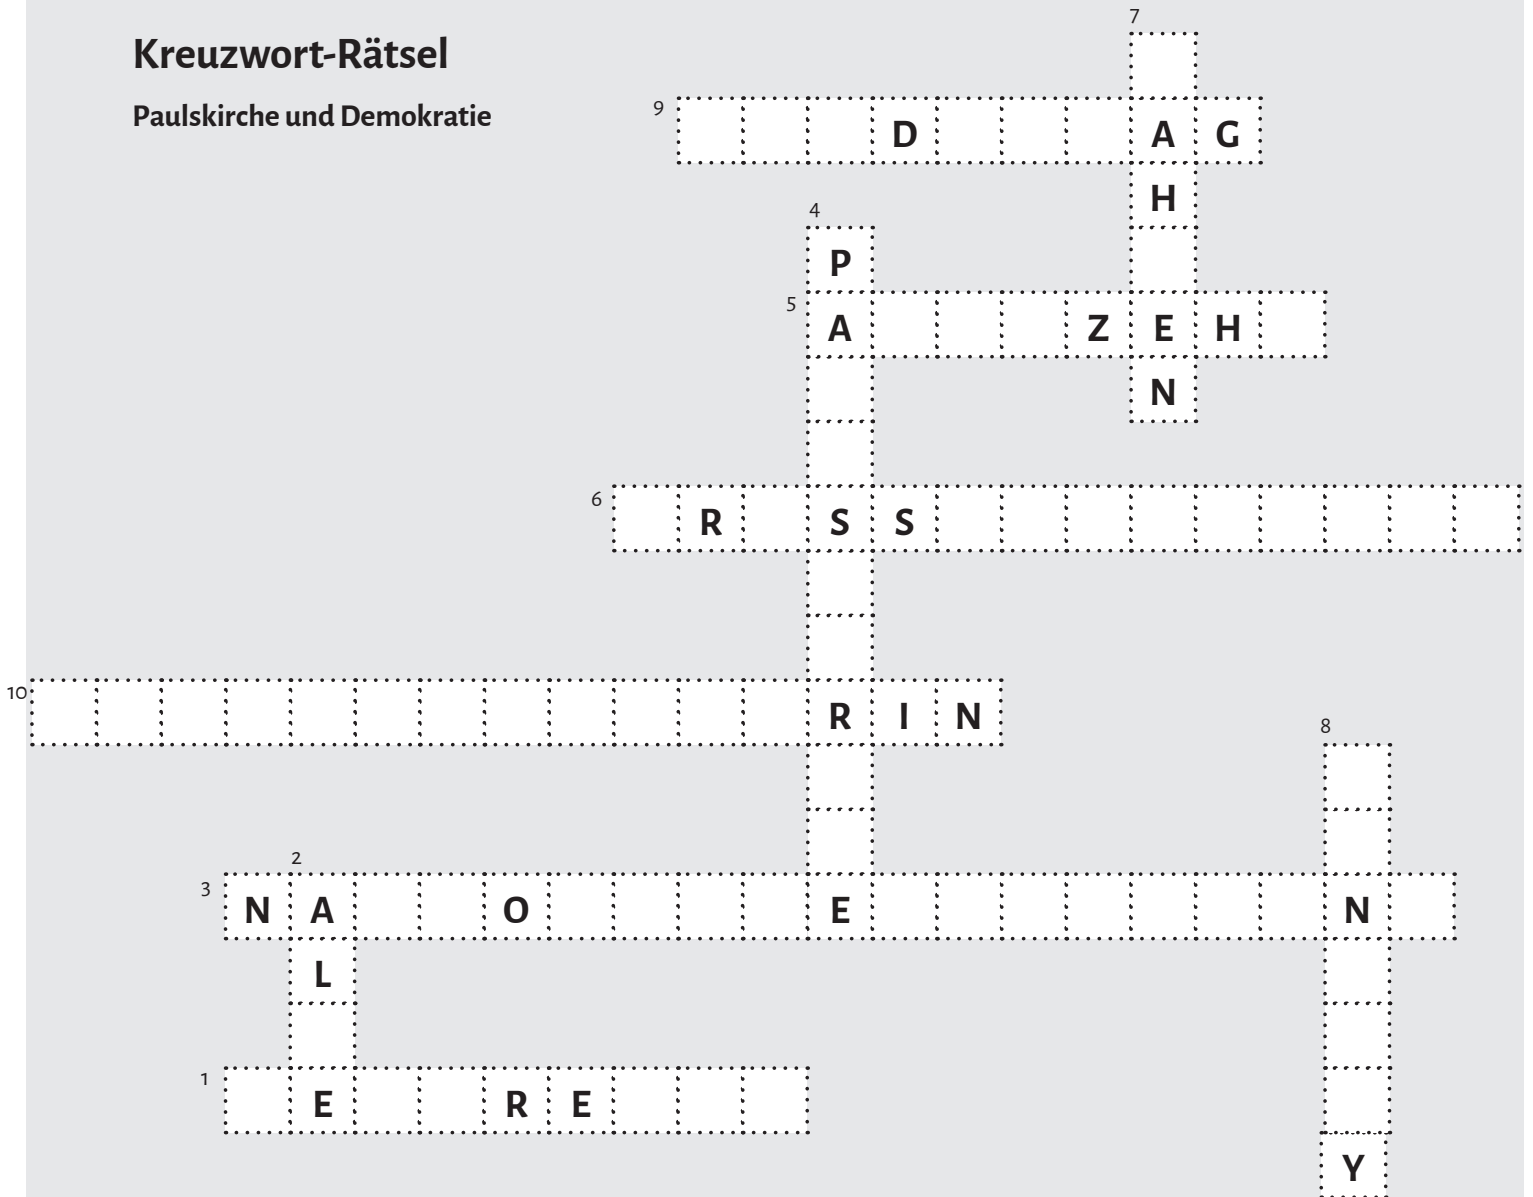 7
Kreuzwort-Rätsel
Paulskirche und Demokratie
9 D A G
H
4
P
5 A Z E H
N
6 R S S
10 R I N
8
2
3 N A O E N
L
1 E R E
Y